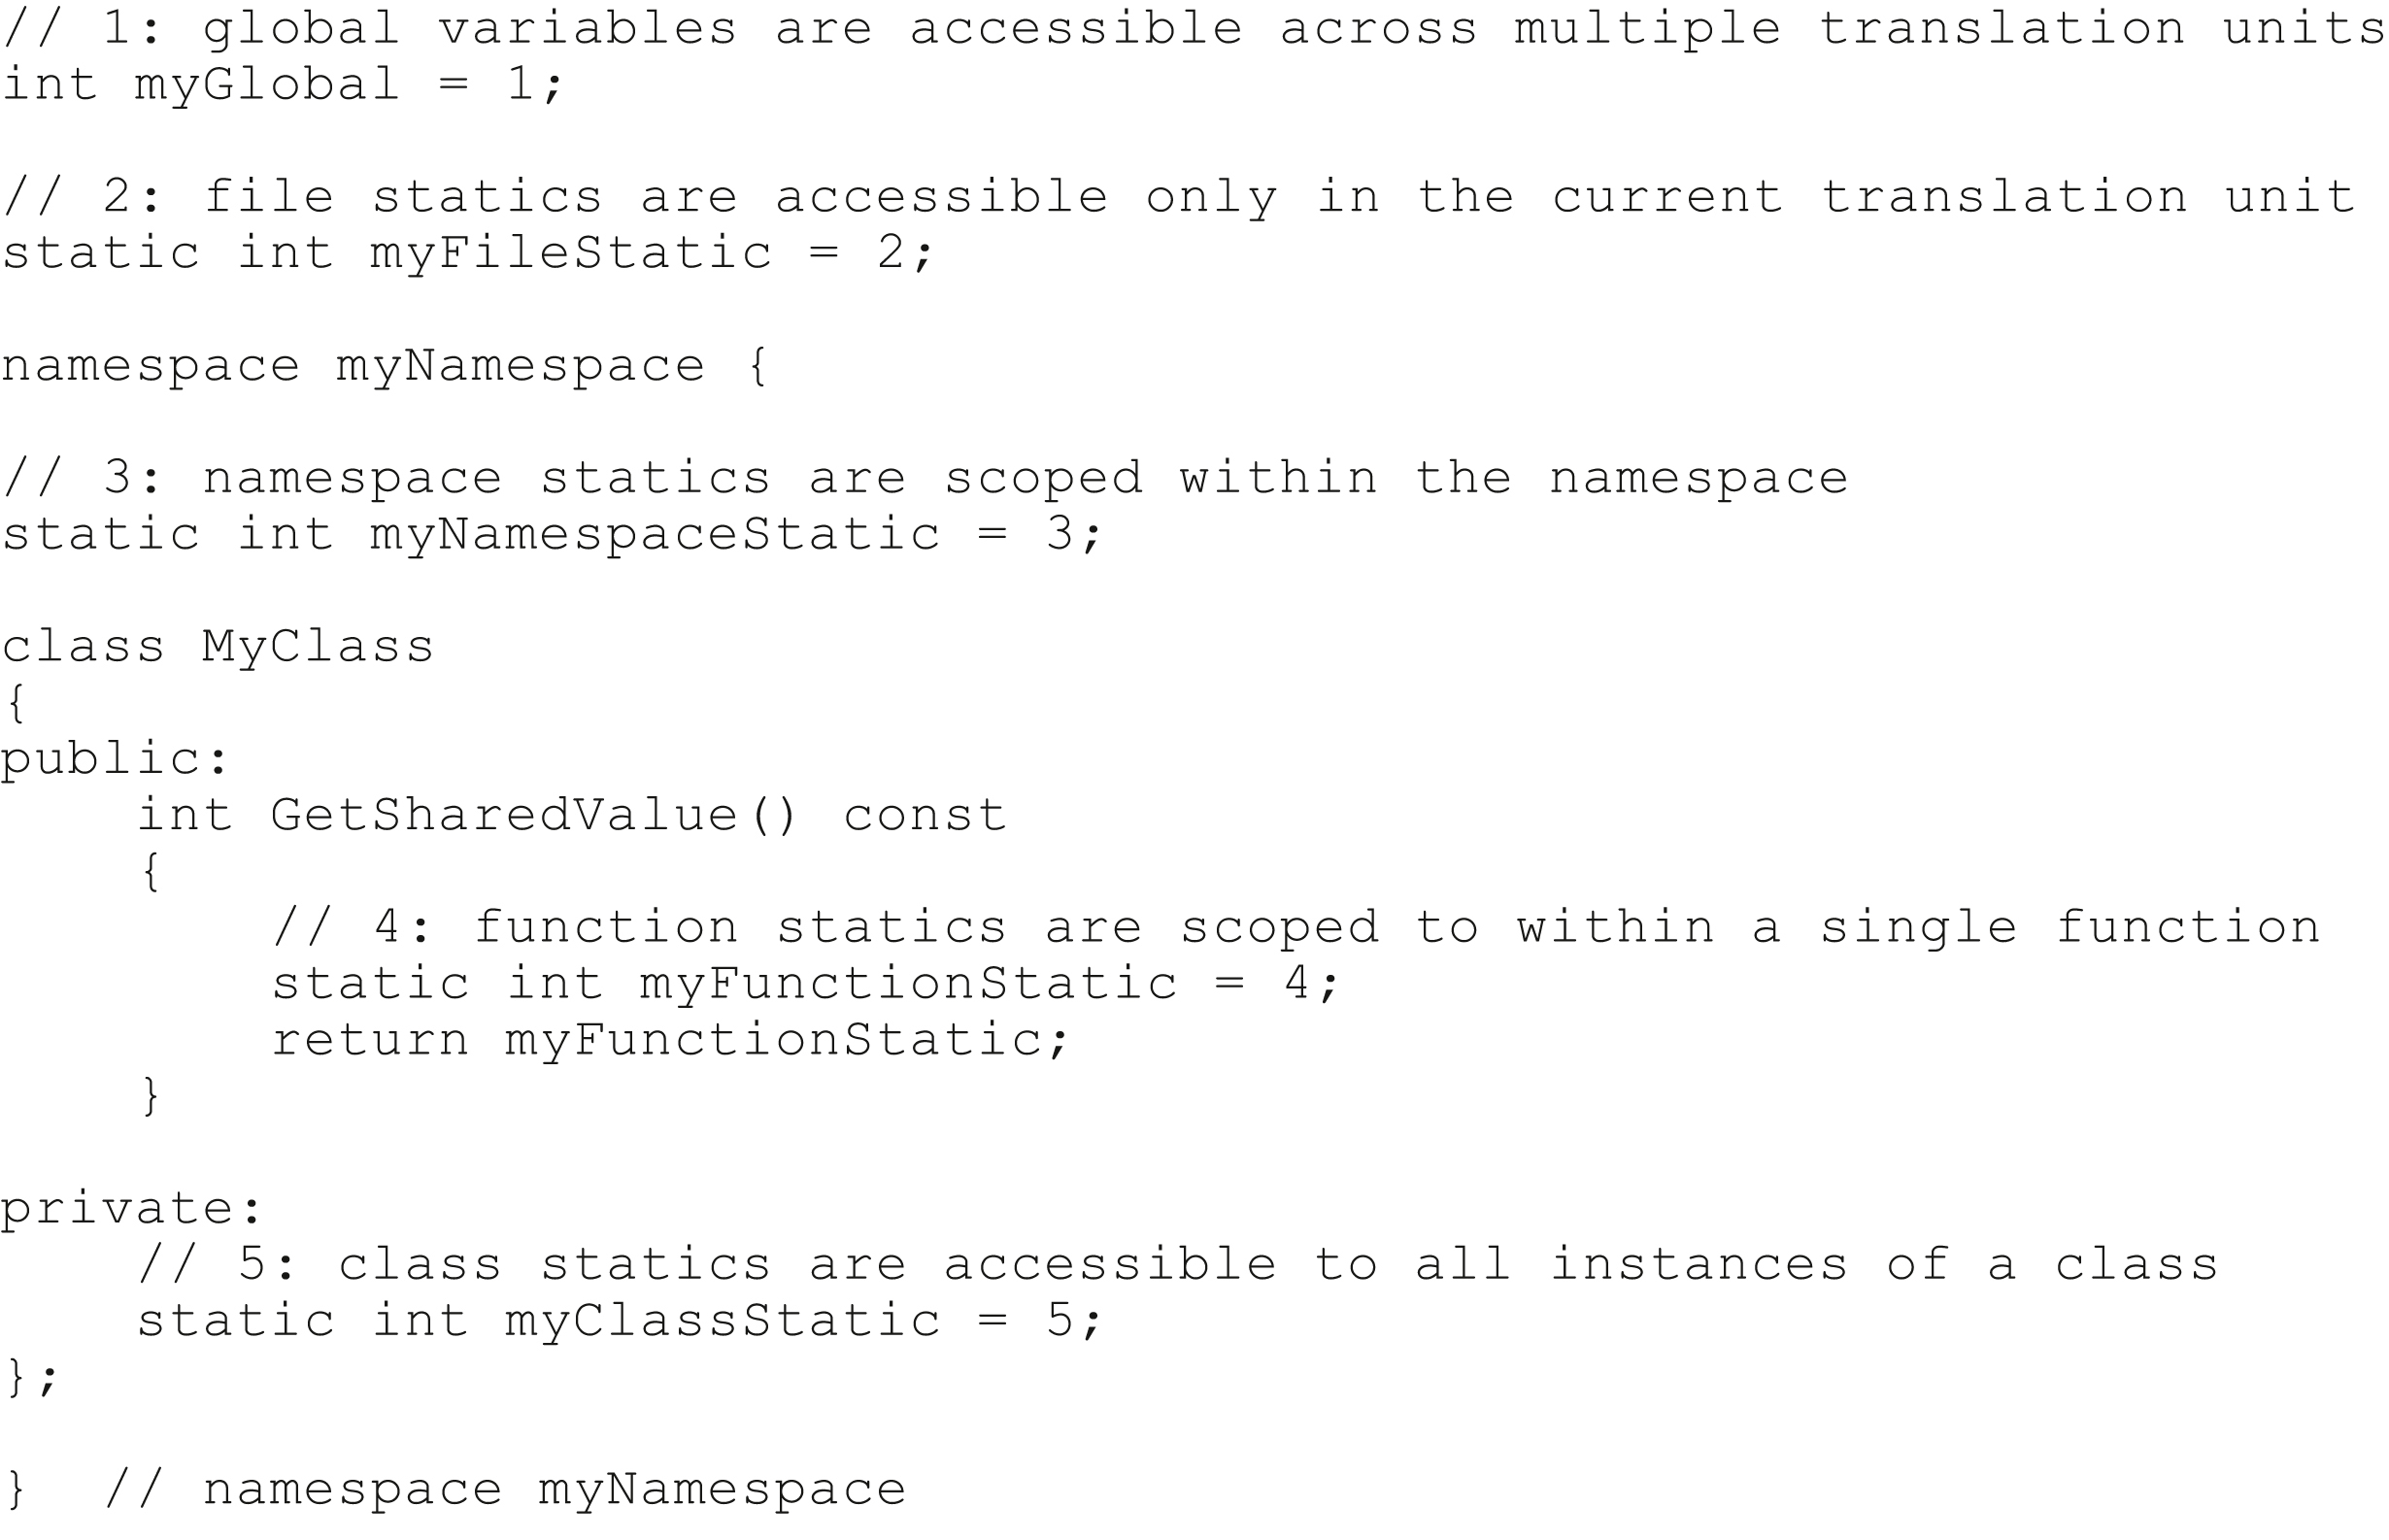 // 1: global variables are accessible across multiple translation units
int myGlobal = 1;

// 2: file statics are accessible only in the current translation unit
static int myFileStatic = 2;

namespace myNamespace {

// 3: namespace statics are scoped within the namespace
static int myNamespaceStatic = 3;

class MyClass
{
public:
    int GetSharedValue() const
    {
        // 4: function statics are scoped to within a single function
        static int myFunctionStatic = 4;
        return myFunctionStatic;
    }

private:
    // 5: class statics are accessible to all instances of a class
    static int myClassStatic = 5;
};

}  // namespace myNamespace